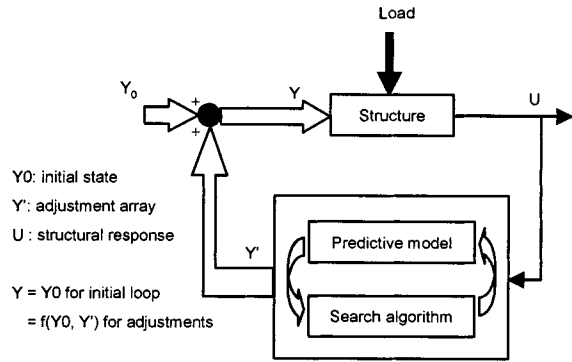 Load
Y₀
+
+
Y
Structure
U
Y0: initial state
Y': adjustment array
U : structural response
Y'
Predictive model
Search algorithm
Y = Y0 for initial loop
= f(Y0, Y') for adjustments